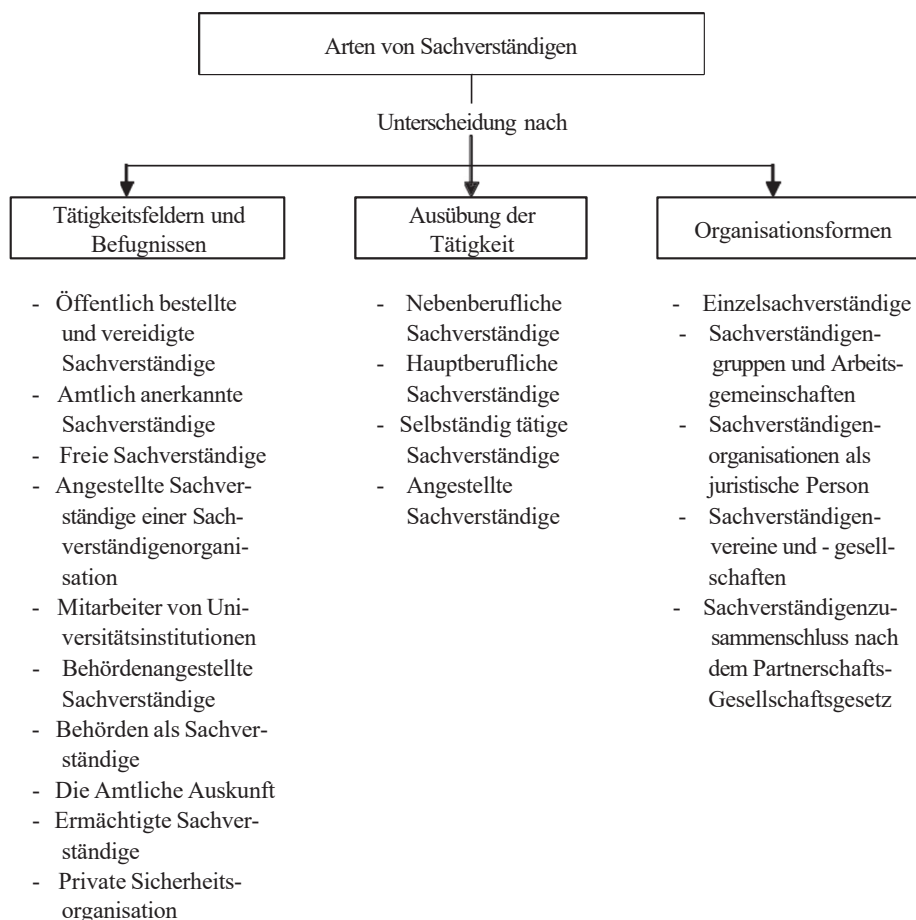 Arten von Sachverständigen
Unterscheidung nach
Tätigkeitsfeldern und
Befugnissen
- Öffentlich bestellte
und vereidigte
Sachverständige
- Amtlich anerkannte
Sachverständige
- Freie Sachverständige
- Angestellte Sachver-
ständige einer Sach-
verständigenorgani-
sation
- Mitarbeiter von Uni-
versitätsinstitutionen
- Behördenangestellte
Sachverständige
- Behörden als Sachver-
ständige
- Die Amtliche Auskunft
- Ermächtigte Sachver-
ständige
- Private Sicherheits-
organisation
Ausübung der
Tätigkeit
- Nebenberufliche
Sachverständige
- Hauptberufliche
Sachverständige
- Selbständig tätige
Sachverständige
- Angestellte
Sachverständige
Organisationsformen
- Einzelsachverständige
- Sachverständigen-
gruppen und Arbeits-
gemeinschaften
- Sachverständigen-
organisationen als
juristische Person
- Sachverständigen-
vereine und - gesell-
schaften
- Sachverständigenzu-
sammenschluss nach
dem Partnerschafts-
Gesellschaftsgesetz